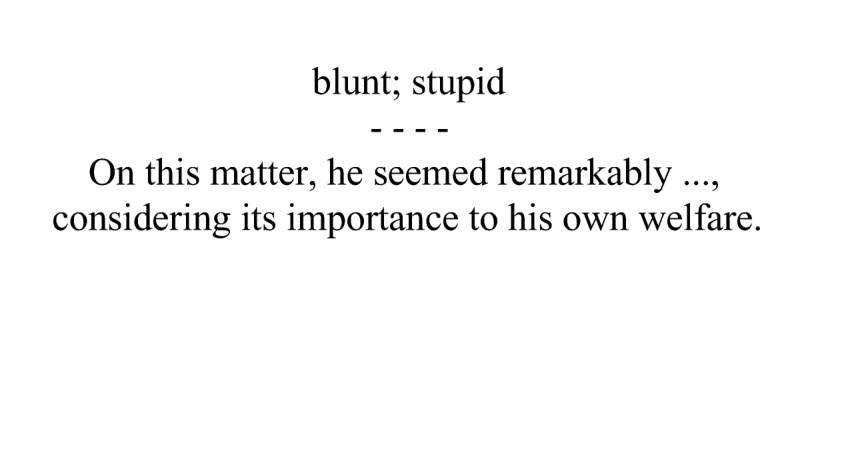 blunt; stupid
- - - -
On this matter, he seemed remarkably ...,
considering its importance to his own welfare.